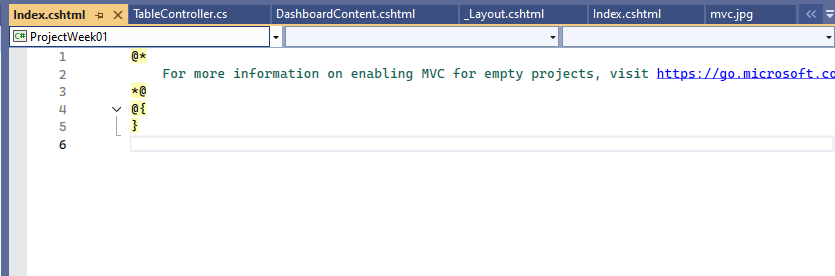 Index.cshtml TableController.cs DashboardContent.cshtml _Layout.cshtml Index.cshtml mvc.jpg
C# ProjectWeek01
1 @*
2 For more information on enabling MVC for empty projects, visit https://go.microsoft.co
3 *@
4 @{
5 }
6